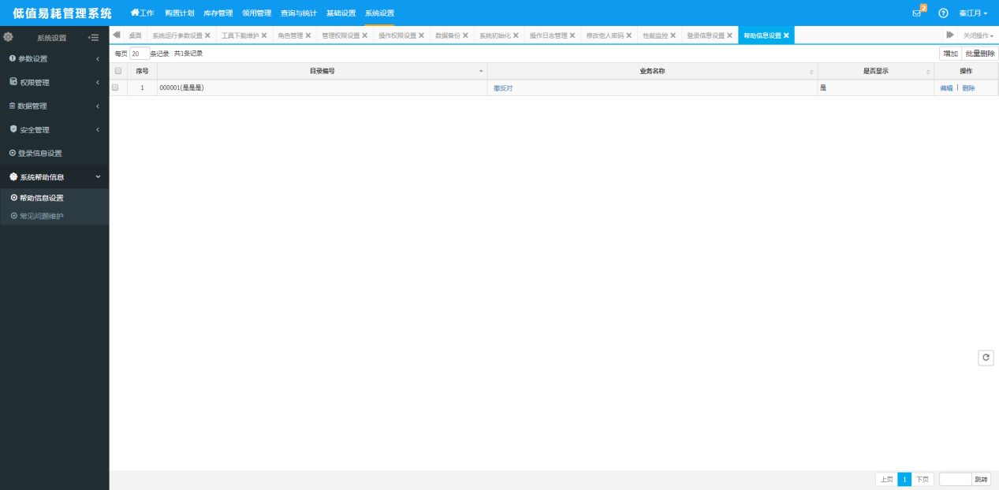 低值易耗管理系统 工作 购置计划 库存管理 领用管理 查询与统计 基础设置 系统设置 2 秦江月
系统设置
桌面 系统运行参数设置 工具下载维护 角色管理 管理权限设置 操作权限设置 数据备份 系统初始化 操作日志管理 修改他人密码 性能监控 登录信息设置 帮助信息设置 关闭操作
参数设置
权限管理
数据管理
安全管理
登录信息设置
系统帮助信息
帮助信息设置
常见问题维护
每页 20 条记录 共1条记录 增加 批量删除
序号 目录编号 业务名称 是否显示 操作
1 000001(是是是) 撤反对 是 编辑 | 删除
上页 1 下页 跳转